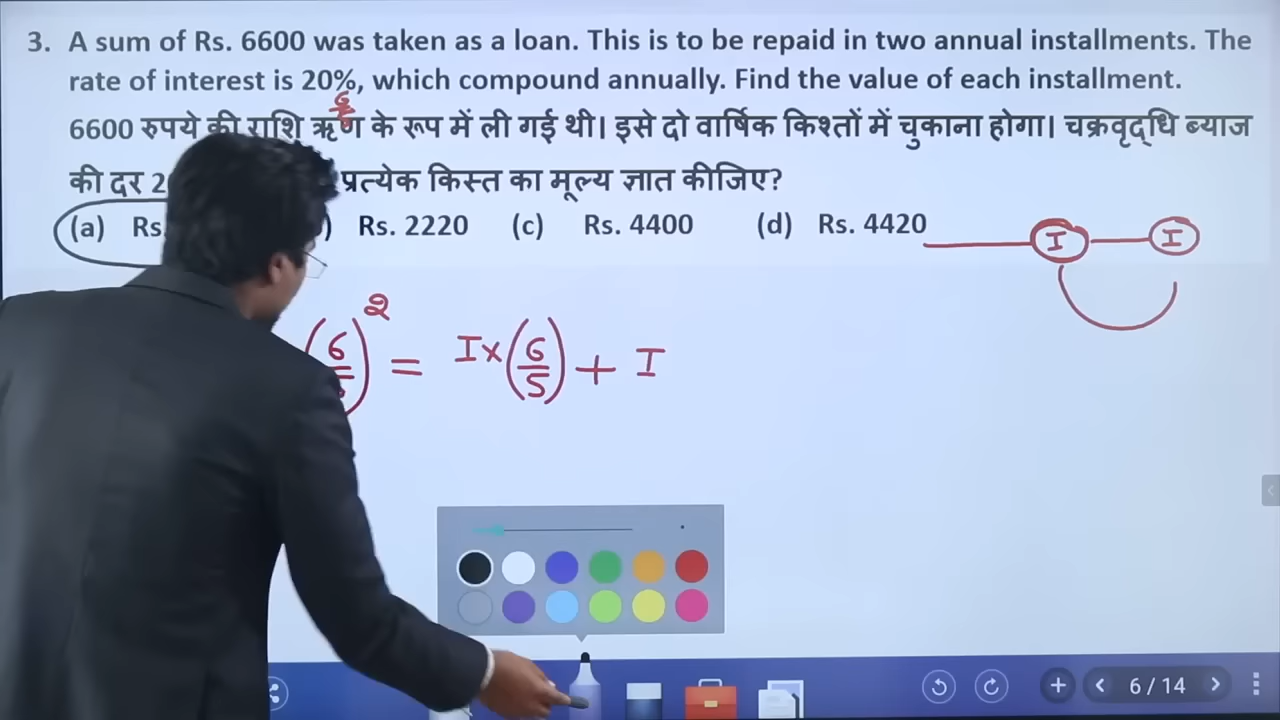 3. A sum of Rs. 6600 was taken as a loan. This is to be repaid in two annual installments. The
rate of interest is 20%, which compound annually. Find the value of each installment.
6600 रुपये की राशि ऋण के रूप में ली गई थी। इसे दो वार्षिक किश्तों में चुकाना होगा। चक्रवृद्धि ब्याज
की दर 2 प्रत्येक किस्त का मूल्य ज्ञात कीजिए?
(a) Rs. ) Rs. 2220 (c) Rs. 4400 (d) Rs. 4420
I I
(6/ )² = I×(6/5) + I
6 / 14